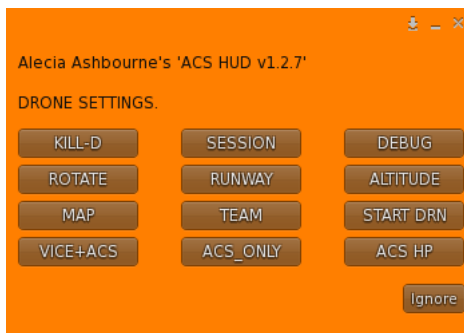 Alecia Ashbourne's 'ACS HUD v1.2.7'
DRONE SETTINGS.
KILL-D SESSION DEBUG
ROTATE RUNWAY ALTITUDE
MAP TEAM START DRN
VICE+ACS ACS_ONLY ACS HP
Ignore